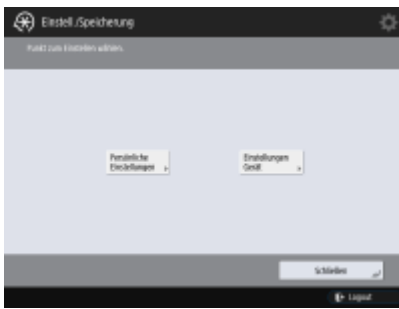 Einstell./Speicherung
Punkt zum Einstellen wählen.
Persönliche
Einstellungen
Einstellungen
Gerät
Schließen
Logout